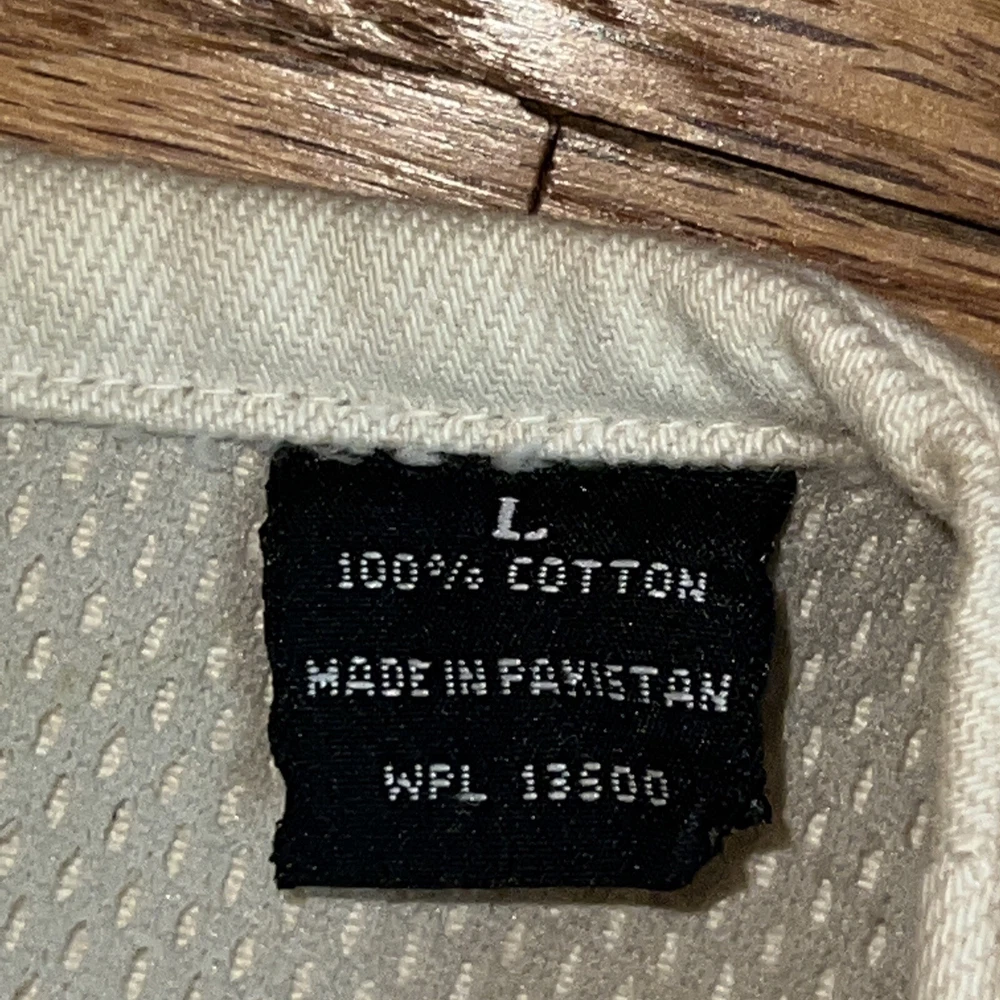 L
100% COTTON
MADE IN PAKISTAN
WPL 13500